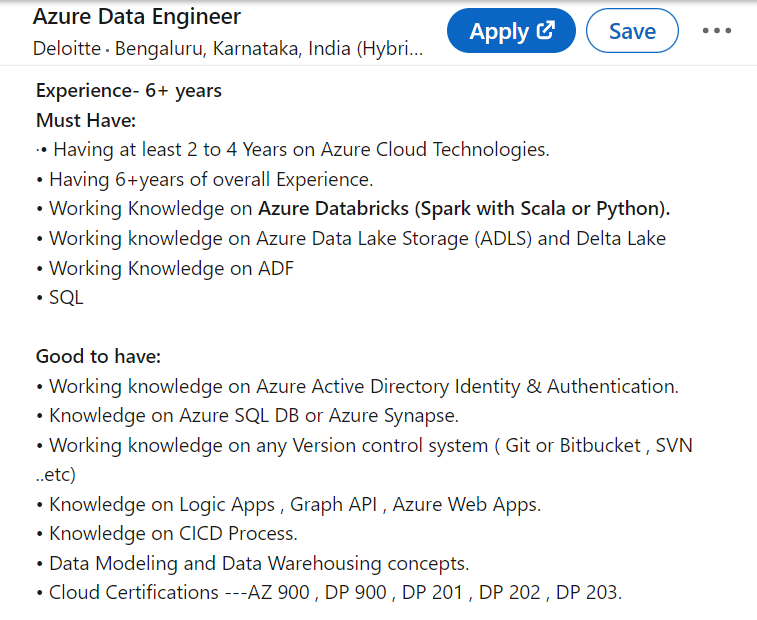 Azure Data Engineer
Deloitte · Bengaluru, Karnataka, India (Hybri...
Apply
Save
Experience- 6+ years
Must Have:
·• Having at least 2 to 4 Years on Azure Cloud Technologies.
• Having 6+years of overall Experience.
• Working Knowledge on Azure Databricks (Spark with Scala or Python).
• Working knowledge on Azure Data Lake Storage (ADLS) and Delta Lake
• Working Knowledge on ADF
• SQL
Good to have:
• Working knowledge on Azure Active Directory Identity & Authentication.
• Knowledge on Azure SQL DB or Azure Synapse.
• Working knowledge on any Version control system ( Git or Bitbucket , SVN
..etc)
• Knowledge on Logic Apps , Graph API , Azure Web Apps.
• Knowledge on CICD Process.
• Data Modeling and Data Warehousing concepts.
• Cloud Certifications ---AZ 900 , DP 900 , DP 201 , DP 202 , DP 203.